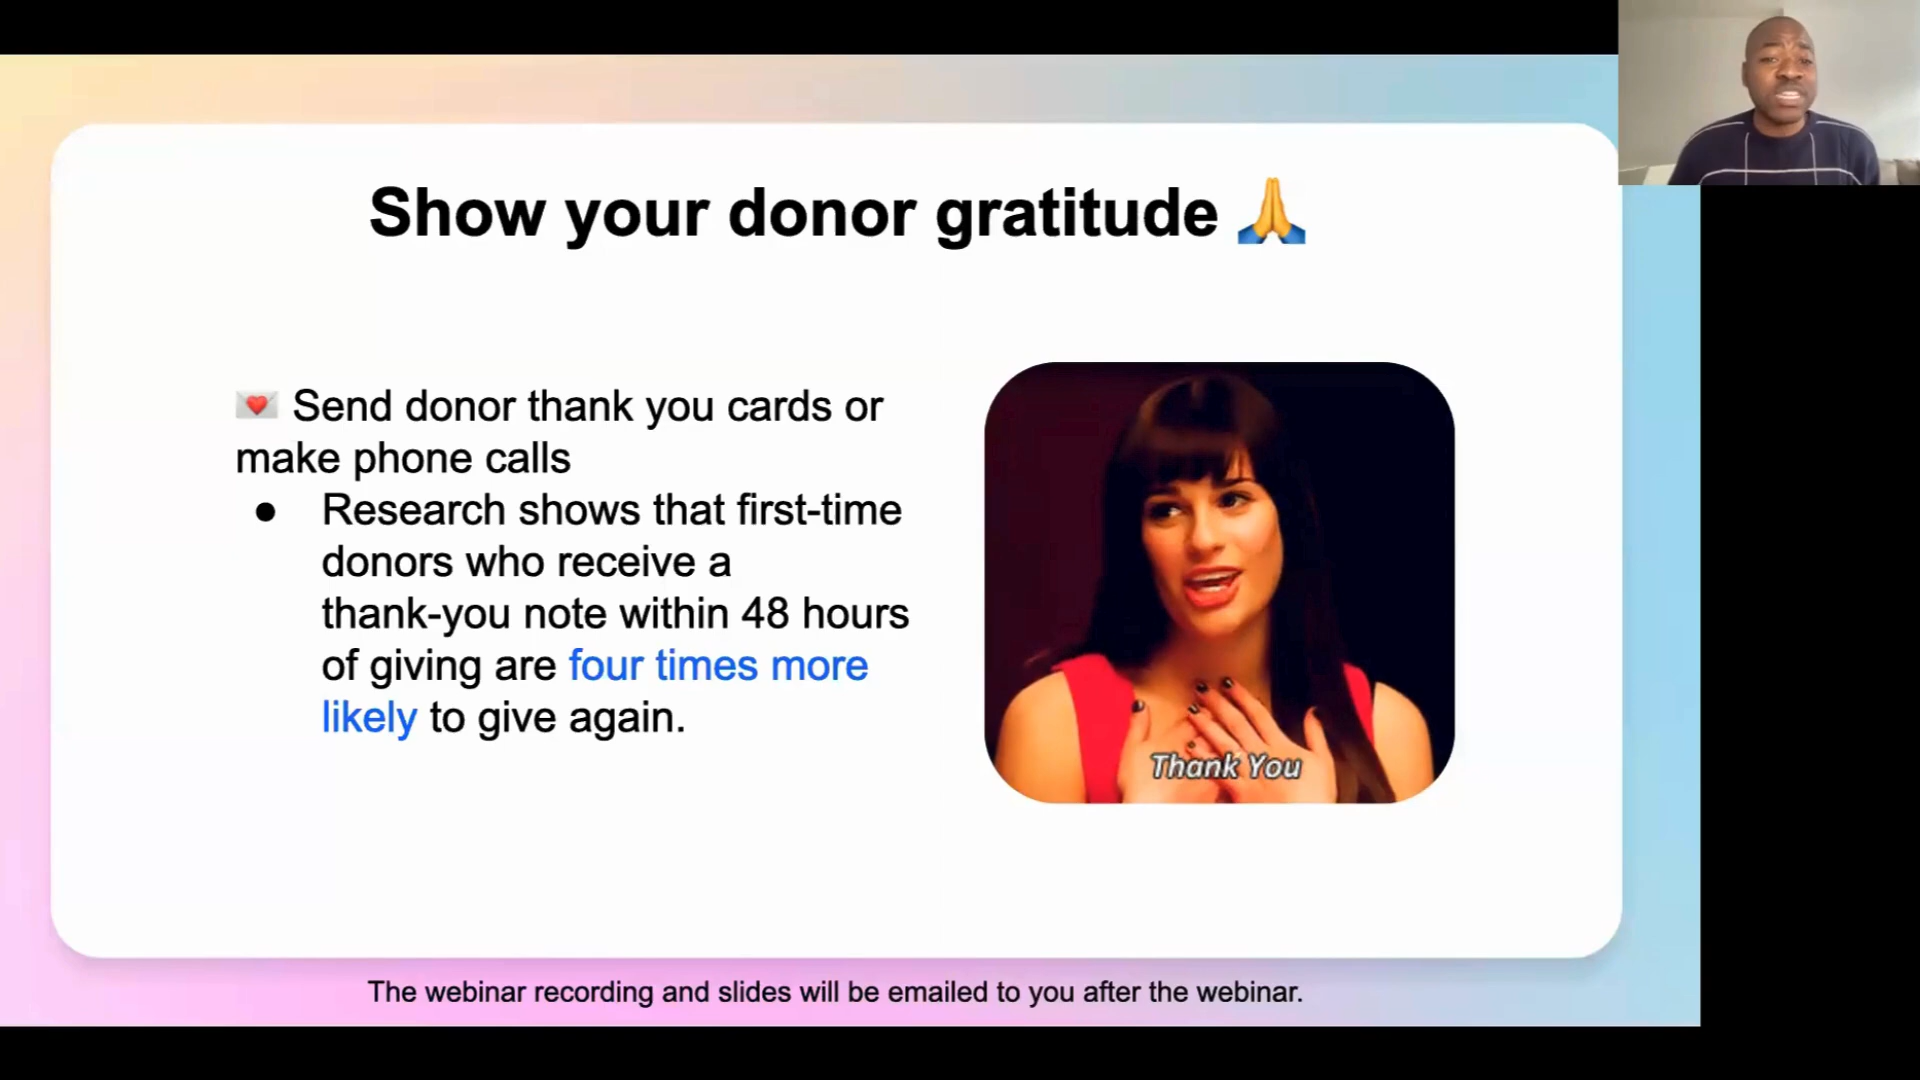 Show your donor gratitude 🙏
💌 Send donor thank you cards or
make phone calls
● Research shows that first-time
donors who receive a
thank-you note within 48 hours
of giving are four times more
likely to give again.
Thank You
The webinar recording and slides will be emailed to you after the webinar.